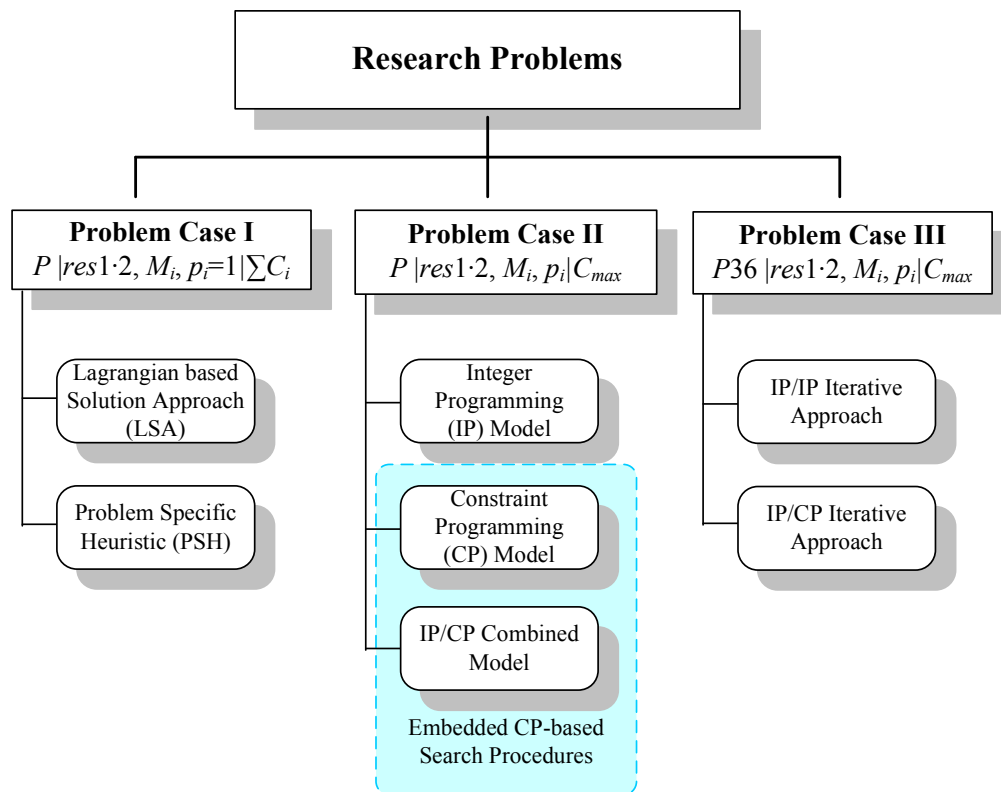 Research Problems
Problem Case I
P |res1·2, Mi, pi=1|∑Ci
Lagrangian based
Solution Approach
(LSA)
Problem Specific
Heuristic (PSH)
Problem Case II
P |res1·2, Mi, pi|Cmax
Integer
Programming
(IP) Model
Constraint
Programming
(CP) Model
IP/CP Combined
Model
Embedded CP-based
Search Procedures
Problem Case III
P36 |res1·2, Mi, pi|Cmax
IP/IP Iterative
Approach
IP/CP Iterative
Approach